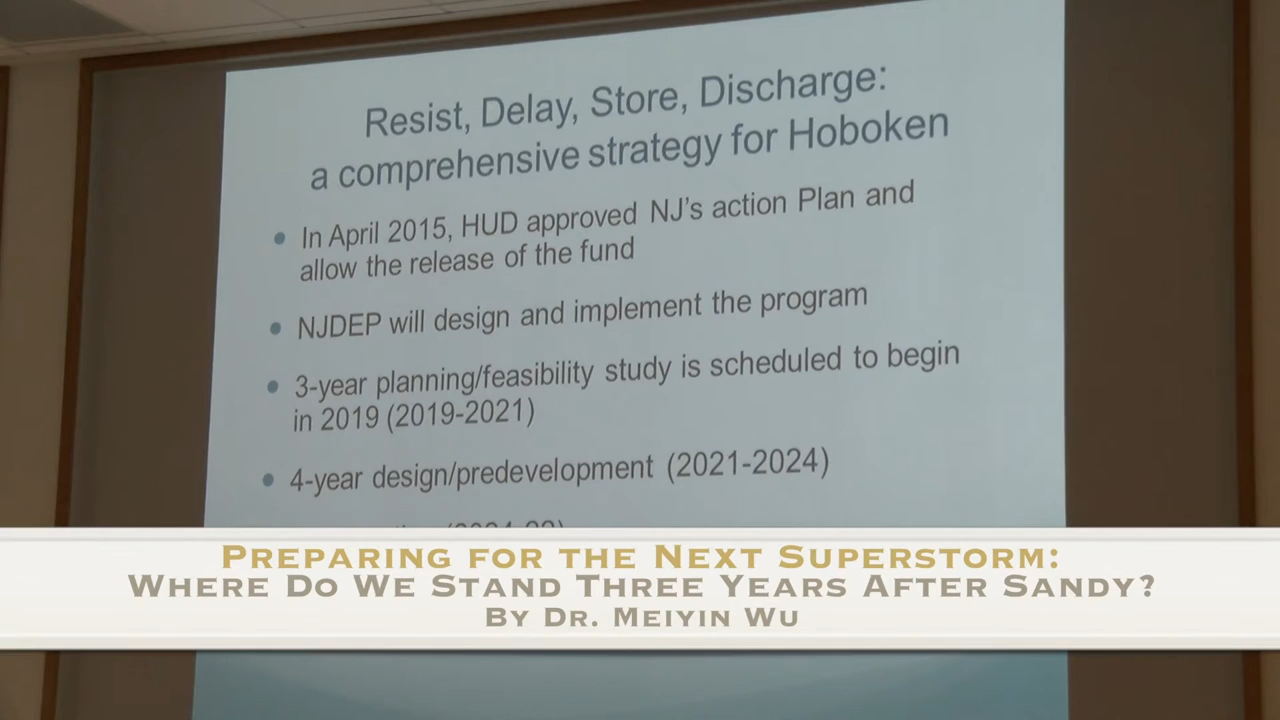 Resist, Delay, Store, Discharge:
a comprehensive strategy for Hoboken
• In April 2015, HUD approved NJ's action Plan and
allow the release of the fund
• NJDEP will design and implement the program
• 3-year planning/feasibility study is scheduled to begin
in 2019 (2019-2021)
• 4-year design/predevelopment (2021-2024)
Preparing for the Next Superstorm:
Where Do We Stand Three Years After Sandy?
By Dr. Meiyin Wu